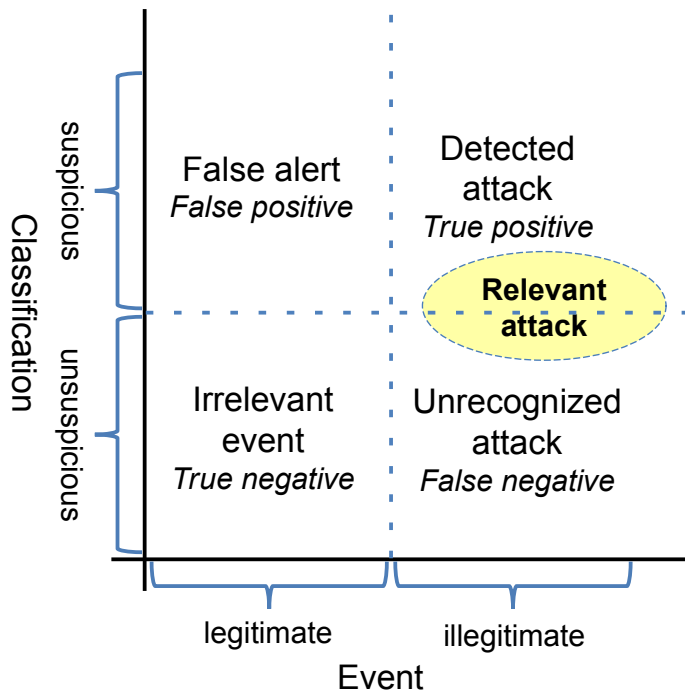 Classification
suspicious
unsuspicious
False alert
False positive
Detected
attack
True positive
Relevant
attack
Irrelevant
event
True negative
Unrecognized
attack
False negative
legitimate
illegitimate
Event